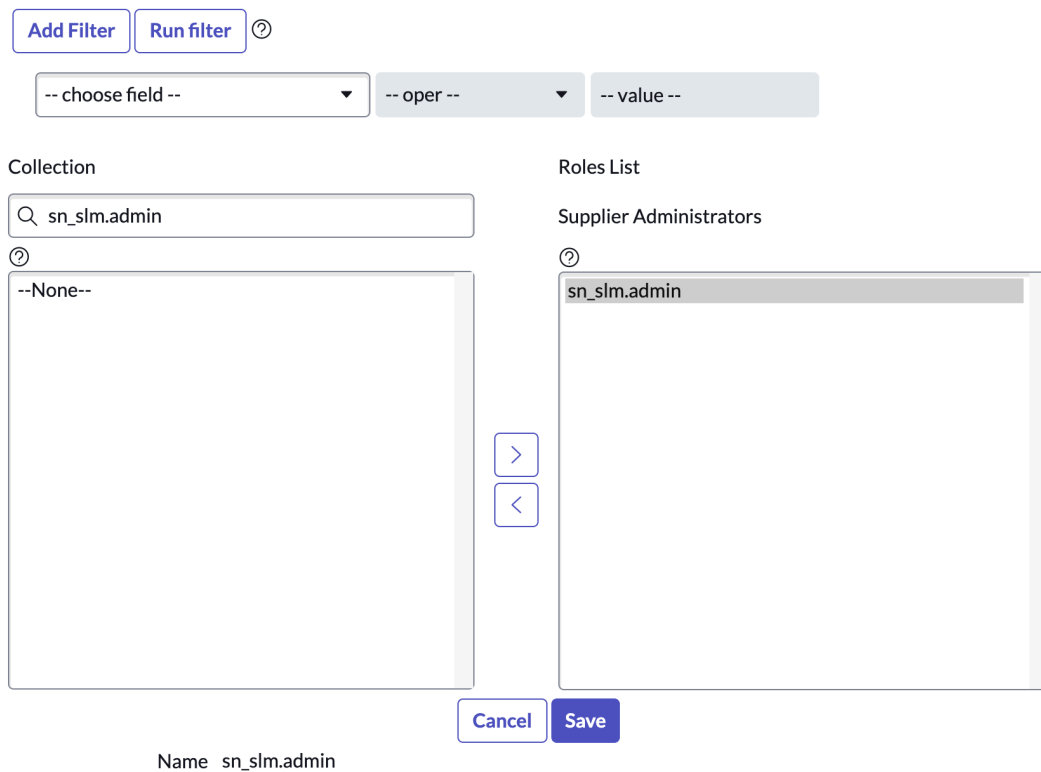 Add Filter Run filter
-- choose field -- -- oper -- -- value --
Collection
Roles List
sn_slm.admin
Supplier Administrators
--None--
sn_slm.admin
Cancel Save
Name sn_slm.admin